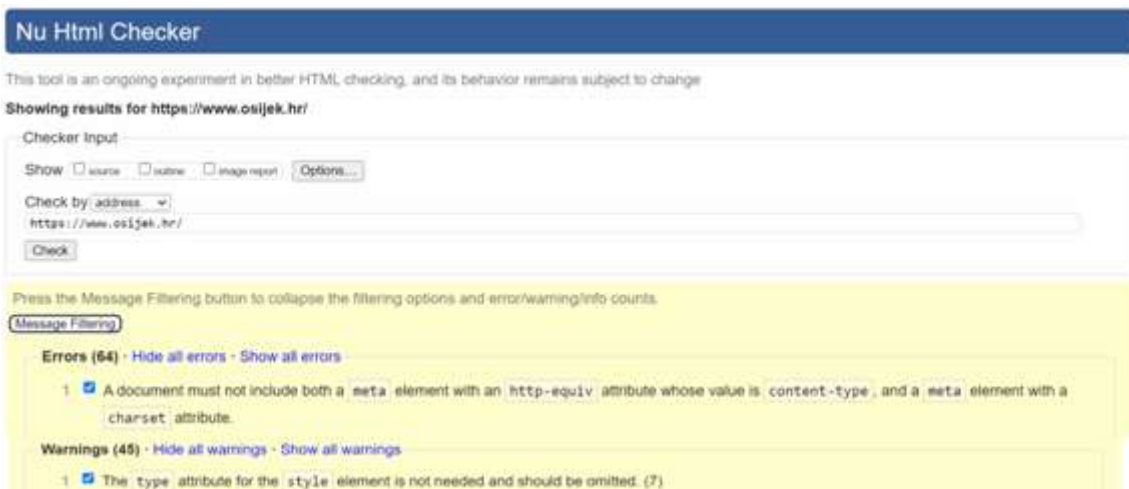 Nu Html Checker
This tool is an ongoing experiment in better HTML checking, and its behavior remains subject to change
Showing results for https://www.osijek.hr/
Checker Input
Show source outline image report Options...
Check by address
https://www.osijek.hr/
Check
Press the Message Filtering button to collapse the filtering options and error/warning/info counts.
Message Filtering
Errors (64) · Hide all errors · Show all errors
1 A document must not include both a meta element with an http-equiv attribute whose value is content-type, and a meta element with a
charset attribute.
Warnings (45) · Hide all warnings · Show all warnings
1 The type attribute for the style element is not needed and should be omitted. (7)